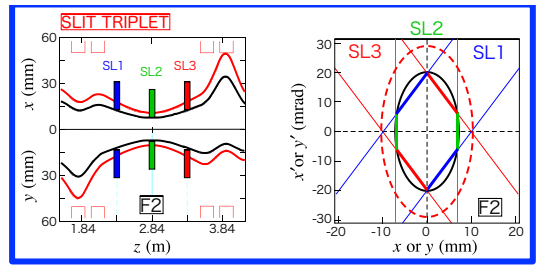 SLIT TRIPLET
60
30
0
30
60
x (mm)
y (mm)
SL1
SL2
SL3
F2
1.84
2.84
3.84
z (m)
SL2
SL3
SL1
30
20
10
0
-10
-20
-30
x′or y′ (mrad)
F2
-20
-10
0
10
20
x or y (mm)